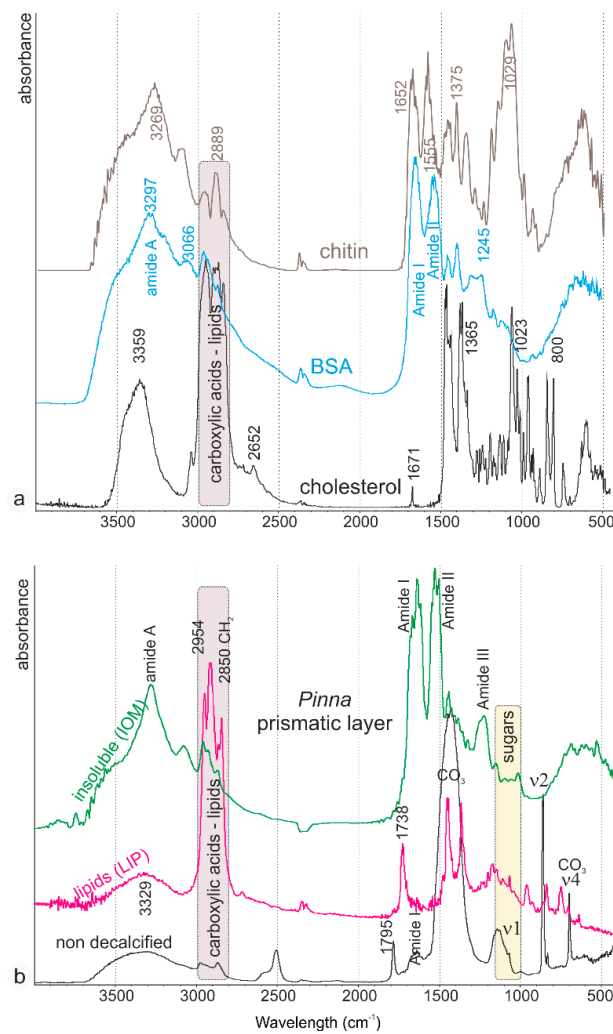 absorbance
3269
2889
1652
1375
1029
1555
3297
amide A
3066
carboxylic acids - lipids
chitin
Amide I
Amide II
1245
3359
BSA
1365
1023
800
2652
1671
cholesterol
a
3500 3000 2500 2000 1500 1000 500
absorbance
amide A
2954
2850 CH₂
Amide I
Amide II
Pinna
prismatic layer
Amide III
sugars
insoluble (IOM)
carboxylic acids - lipids
CO₃
ν2
1738
lipids (LIP)
3329
CO₃
ν4
non decalcified
1795
Amide I
ν1
b
3500 3000 2500 2000 1500 1000 500
Wavelength (cm⁻¹)